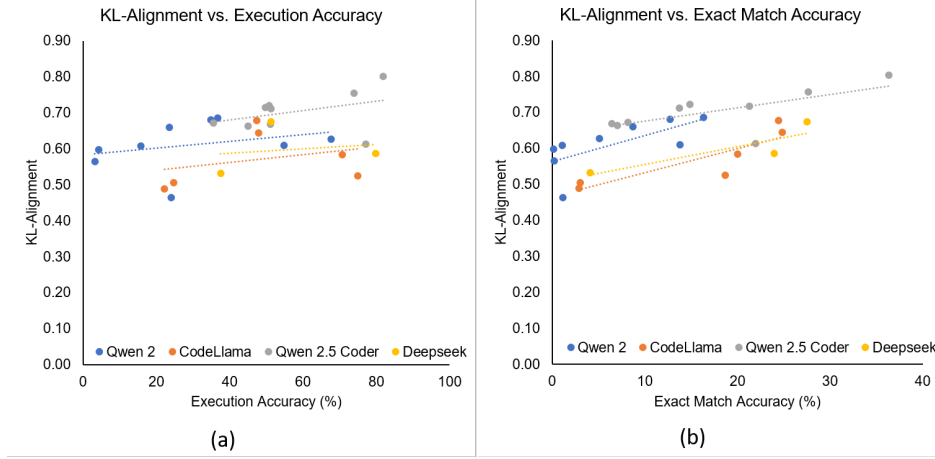 KL-Alignment vs. Execution Accuracy
0.90
0.80
0.70
0.60
0.50
0.40
0.30
0.20
0.10
0.00
KL-Alignment
Qwen 2 CodeLlama Qwen 2.5 Coder Deepseek
0 20 40 60 80 100
Execution Accuracy (%)
(a)
KL-Alignment vs. Exact Match Accuracy
0.90
0.80
0.70
0.60
0.50
0.40
0.30
0.20
0.10
0.00
KL-Alignment
Qwen 2 CodeLlama Qwen 2.5 Coder Deepseek
0 10 20 30 40
Exact Match Accuracy (%)
(b)